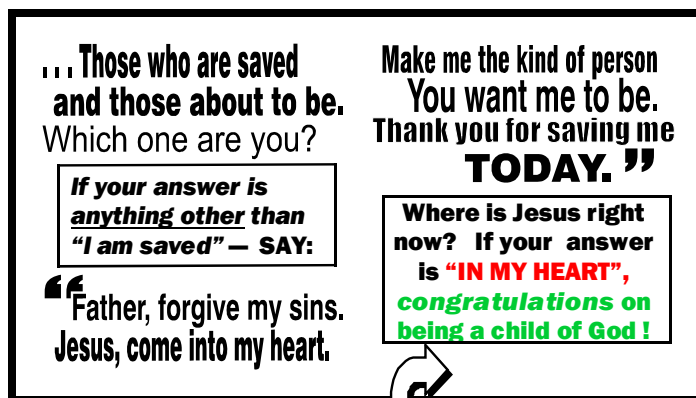 ... Those who are saved
and those about to be.
Which one are you?
If your answer is
anything other than
“I am saved” — SAY:
“Father, forgive my sins.
Jesus, come into my heart.
Make me the kind of person
You want me to be.
Thank you for saving me
TODAY. ”
Where is Jesus right
now? If your answer
is “IN MY HEART”,
congratulations on
being a child of God !